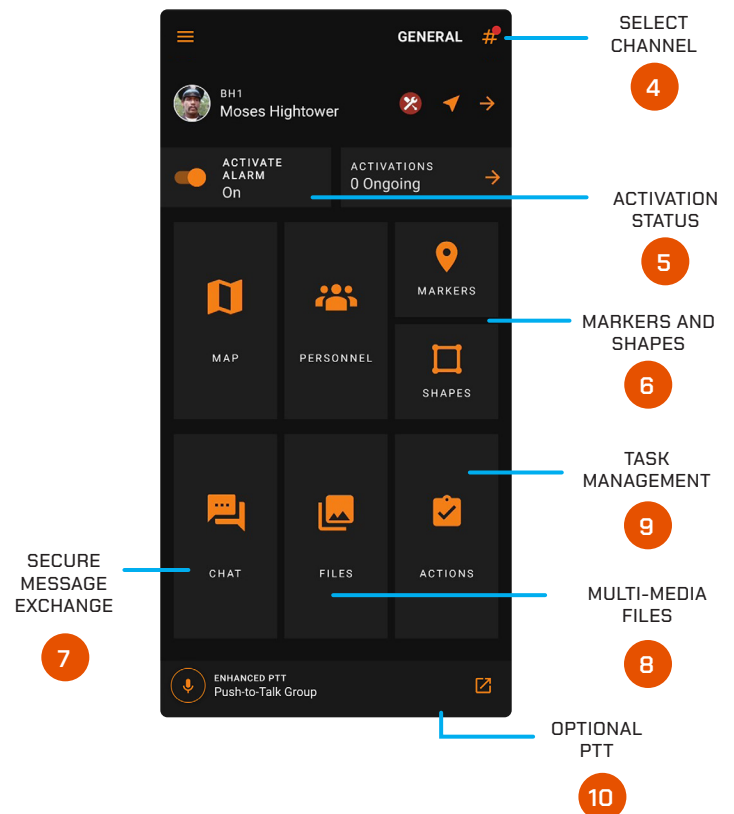 GENERAL #
SELECT
CHANNEL
4
BH1
Moses Hightower
ACTIVATE
ALARM
On
ACTIVATIONS
0 Ongoing
ACTIVATION
STATUS
5
MARKERS
MAP
PERSONNEL
SHAPES
MARKERS AND
SHAPES
6
TASK
MANAGEMENT
9
CHAT
FILES
ACTIONS
SECURE
MESSAGE
EXCHANGE
7
MULTI-MEDIA
FILES
8
ENHANCED PTT
Push-to-Talk Group
OPTIONAL
PTT
10